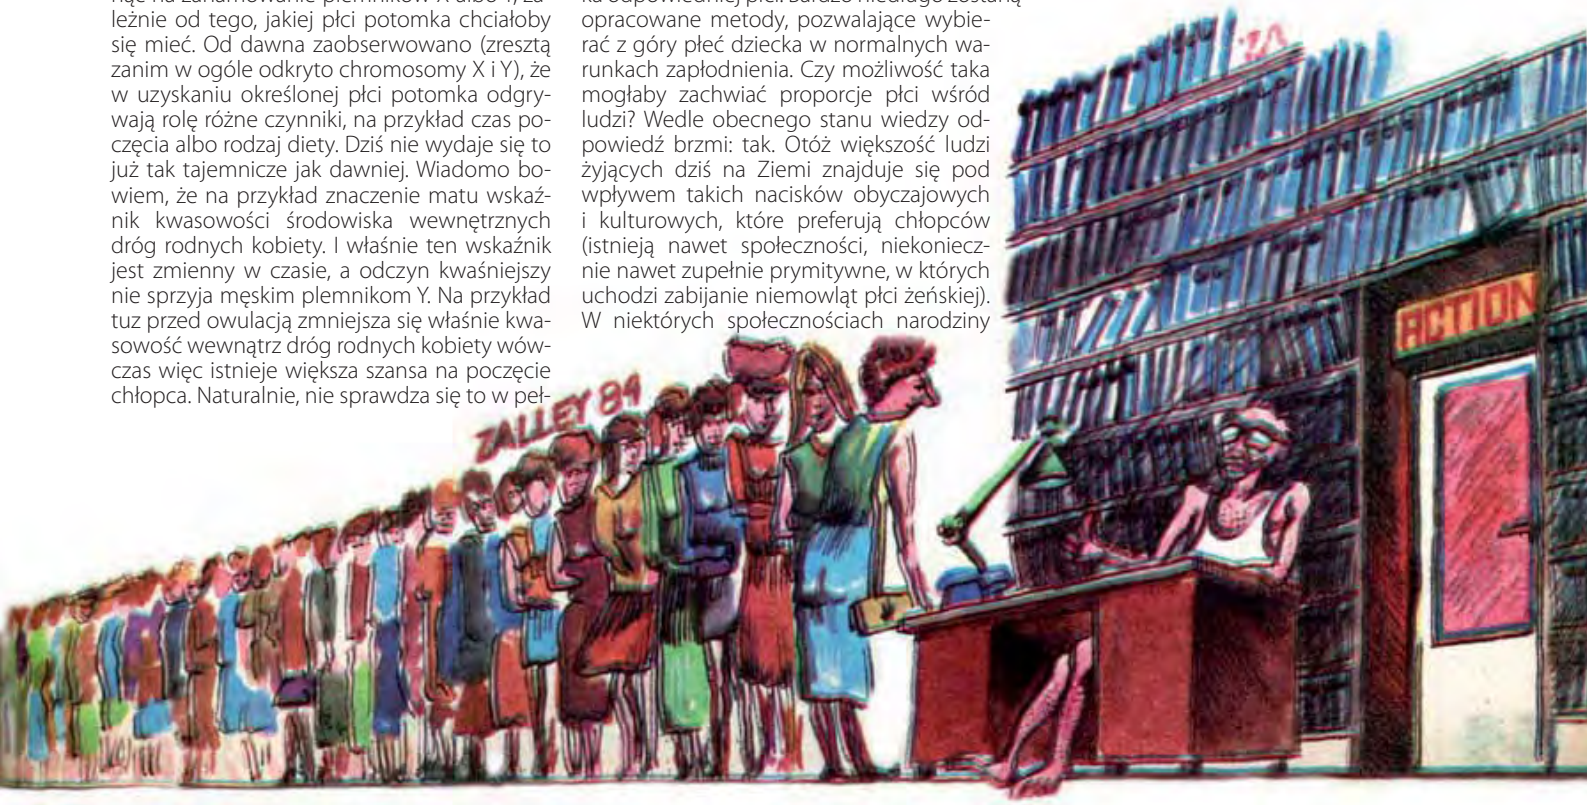 leżnie od tego, jakiej płci potomka chciałoby
się mieć. Od dawna zaobserwowano (zresztą
zanim w ogóle odkryto chromosomy X i Y), że
w uzyskaniu określonej płci potomka odgry-
wają rolę różne czynniki, na przykład czas po-
częcia albo rodzaj diety. Dziś nie wydaje się to
już tak tajemnicze jak dawniej. Wiadomo bo-
wiem, że na przykład znaczenie matu wskaź-
nik kwasowości środowiska wewnętrznych
dróg rodnych kobiety. I właśnie ten wskaźnik
jest zmienny w czasie, a odczyn kwaśniejszy
nie sprzyja męskim plemnikom Y. Na przykład
tuz przed owulacją zmniejsza się właśnie kwa-
sowość wewnątrz dróg rodnych kobiety wów-
czas więc istnieje większa szansa na poczęcie
chłopca. Naturalnie, nie sprawdza się to w peł-
opracowane metody, pozwalające wybie-
rać z góry płeć dziecka w normalnych wa-
runkach zapłodnienia. Czy możliwość taka
mogłaby zachwiać proporcje płci wśród
ludzi? Wedle obecnego stanu wiedzy od-
powiedź brzmi: tak. Otóż większość ludzi
żyjących dziś na Ziemi znajduje się pod
wpływem takich nacisków obyczajowych
i kulturowych, które preferują chłopców
(istnieją nawet społeczności, niekoniecz-
nie nawet zupełnie prymitywne, w których
uchodzi zabijanie niemowląt płci żeńskiej).
W niektórych społecznościach narodziny
ZALLEY 84
ACTION